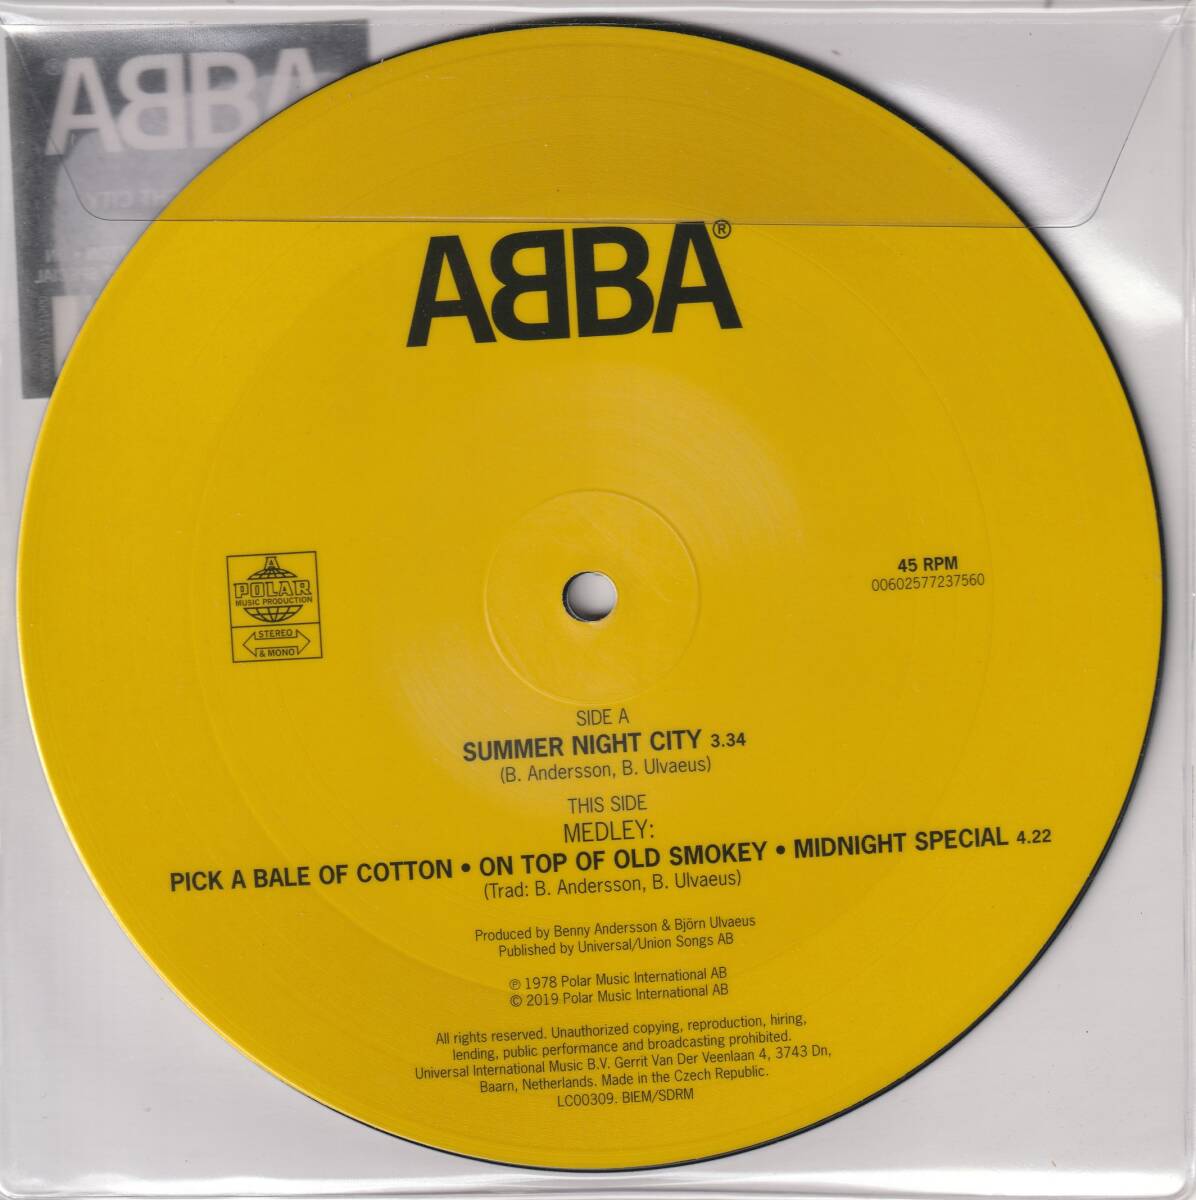 ABBA®
ABBA®
A
POLAR
MUSIC PRODUCTION
STEREO
& MONO
45 RPM
00602577237560
SIDE A
SUMMER NIGHT CITY 3.34
(B. Andersson, B. Ulvaeus)
THIS SIDE
MEDLEY:
PICK A BALE OF COTTON • ON TOP OF OLD SMOKEY • MIDNIGHT SPECIAL 4.22
(Trad: B. Andersson, B. Ulvaeus)
Produced by Benny Andersson & Björn Ulvaeus
Published by Universal/Union Songs AB
℗ 1978 Polar Music International AB
© 2019 Polar Music International AB
All rights reserved. Unauthorized copying, reproduction, hiring,
lending, public performance and broadcasting prohibited.
Universal International Music B.V. Gerrit Van Der Veenlaan 4, 3743 Dn,
Baarn, Netherlands. Made in the Czech Republic.
LC00309. BIEM/SDRM